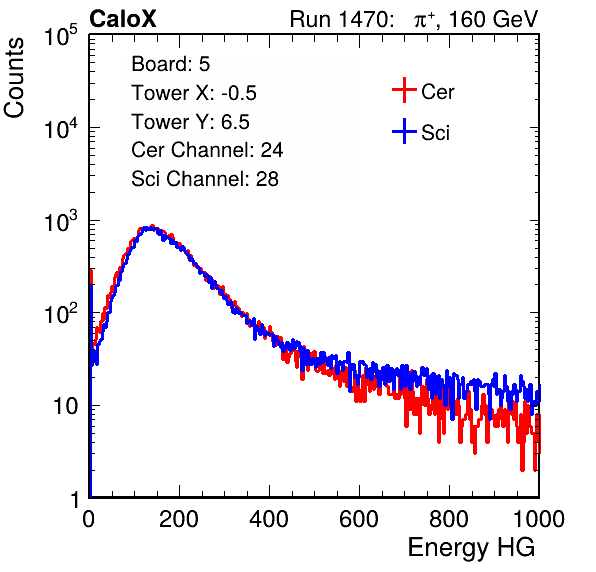 CaloX Run 1470: π⁺, 160 GeV
Counts
Board: 5
Tower X: -0.5
Tower Y: 6.5
Cer Channel: 24
Sci Channel: 28
Cer
Sci
10⁵
10⁴
10³
10²
10
1
0 200 400 600 800 1000
Energy HG